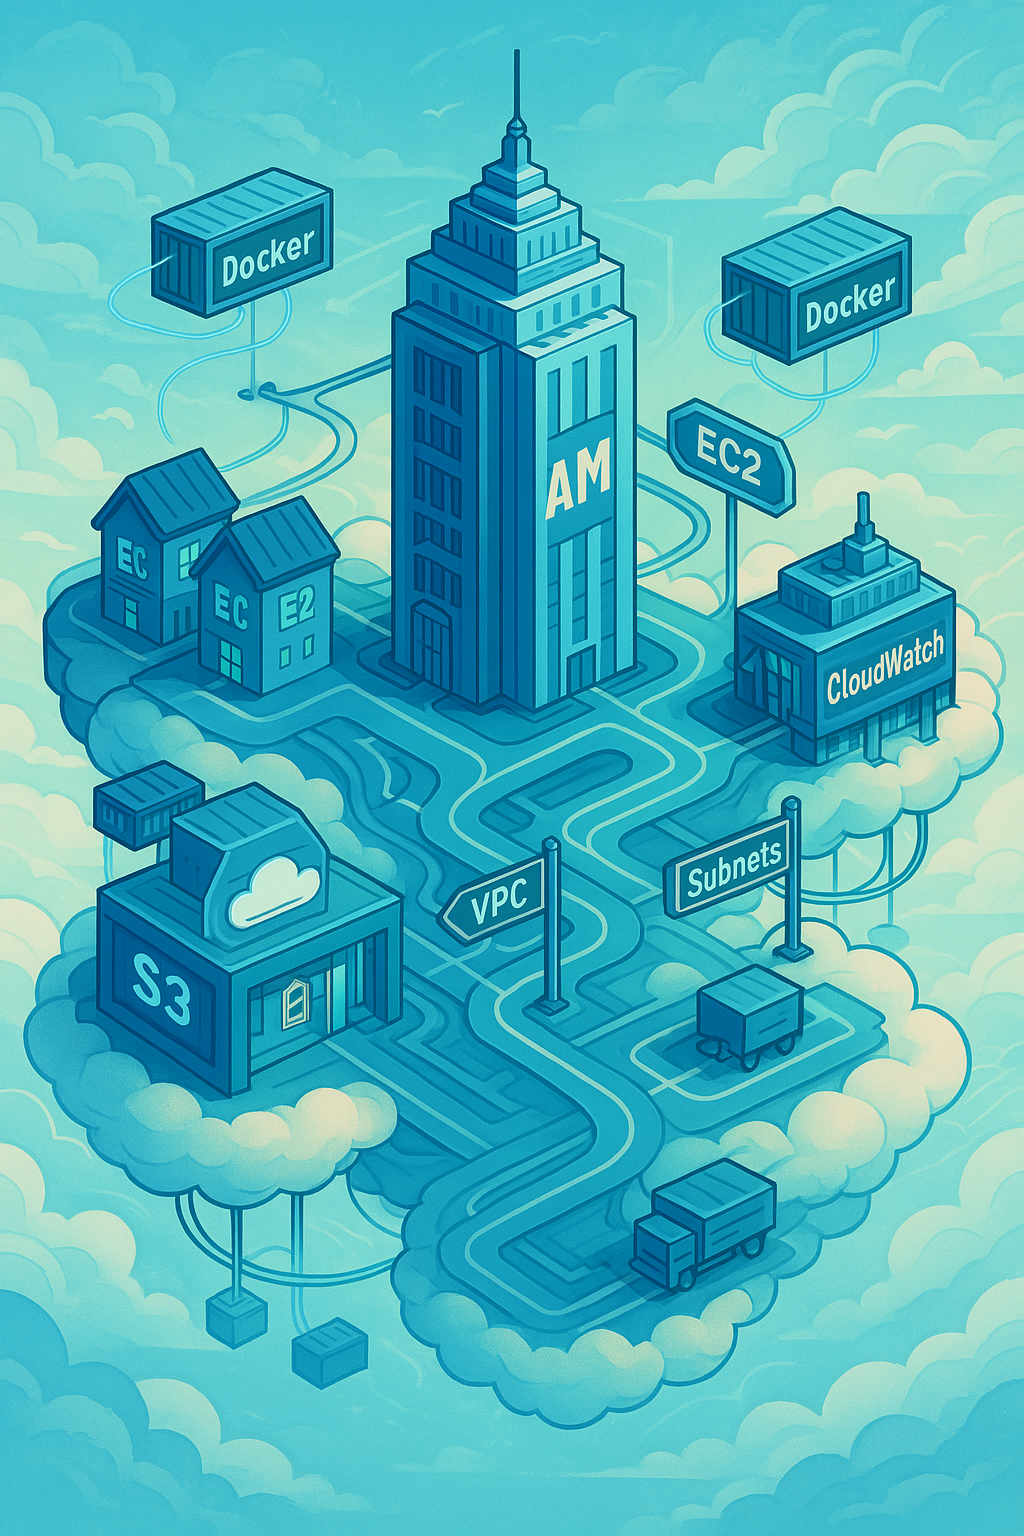 Docker
Docker
EC2
AM
EC
EC E2
CloudWatch
Subnets
VPC
S3